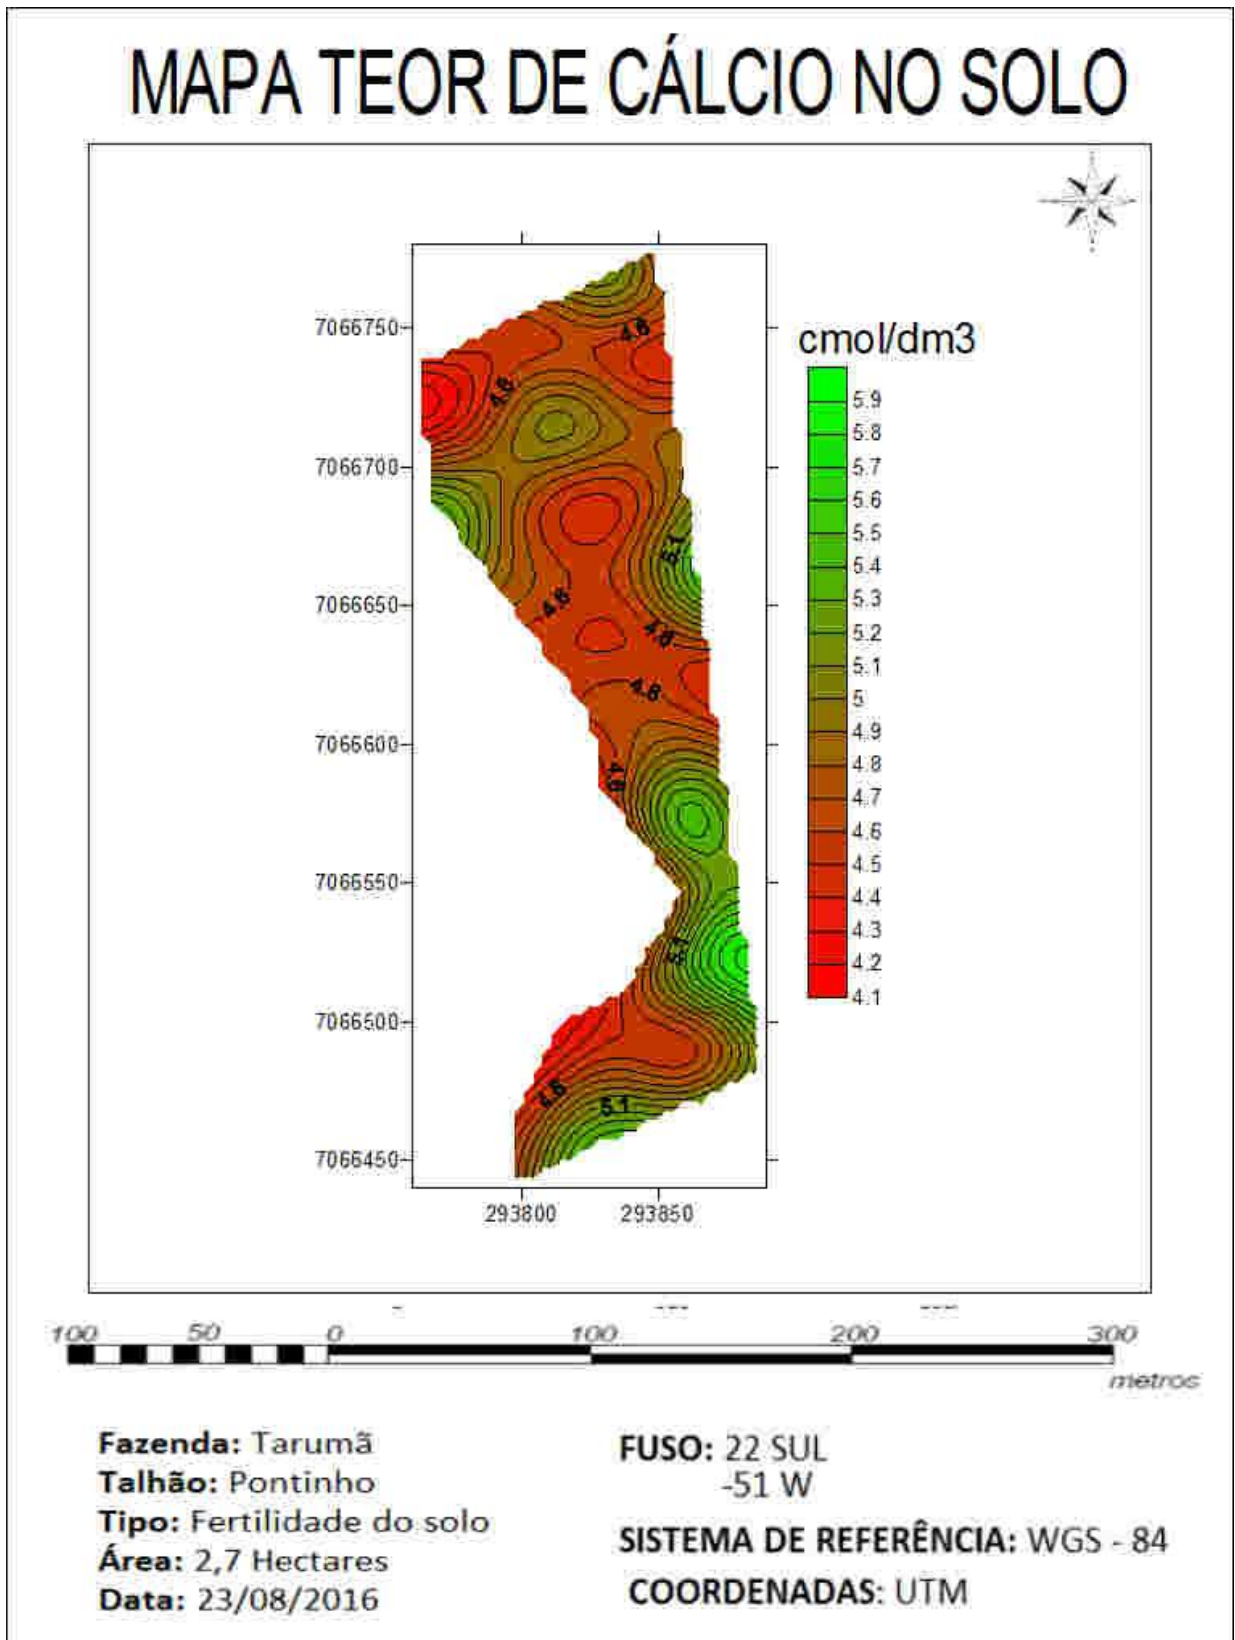 MAPA TEOR DE CÁLCIO NO SOLO
7066750
7066700
7066650
7066600
7066550
7066500
7066450
293800 293850
4.6
4.6
5.1
4.6
4.6
4.6
4.6
5.1
4.6
5.1
cmol/dm3
5.9
5.8
5.7
5.6
5.5
5.4
5.3
5.2
5.1
5
4.9
4.8
4.7
4.6
4.5
4.4
4.3
4.2
4.1
100 50 0 100 200 300
metros
Fazenda: Tarumã
Talhão: Pontinho
Tipo: Fertilidade do solo
Área: 2,7 Hectares
Data: 23/08/2016
FUSO: 22 SUL
-51 W
SISTEMA DE REFERÊNCIA: WGS - 84
COORDENADAS: UTM